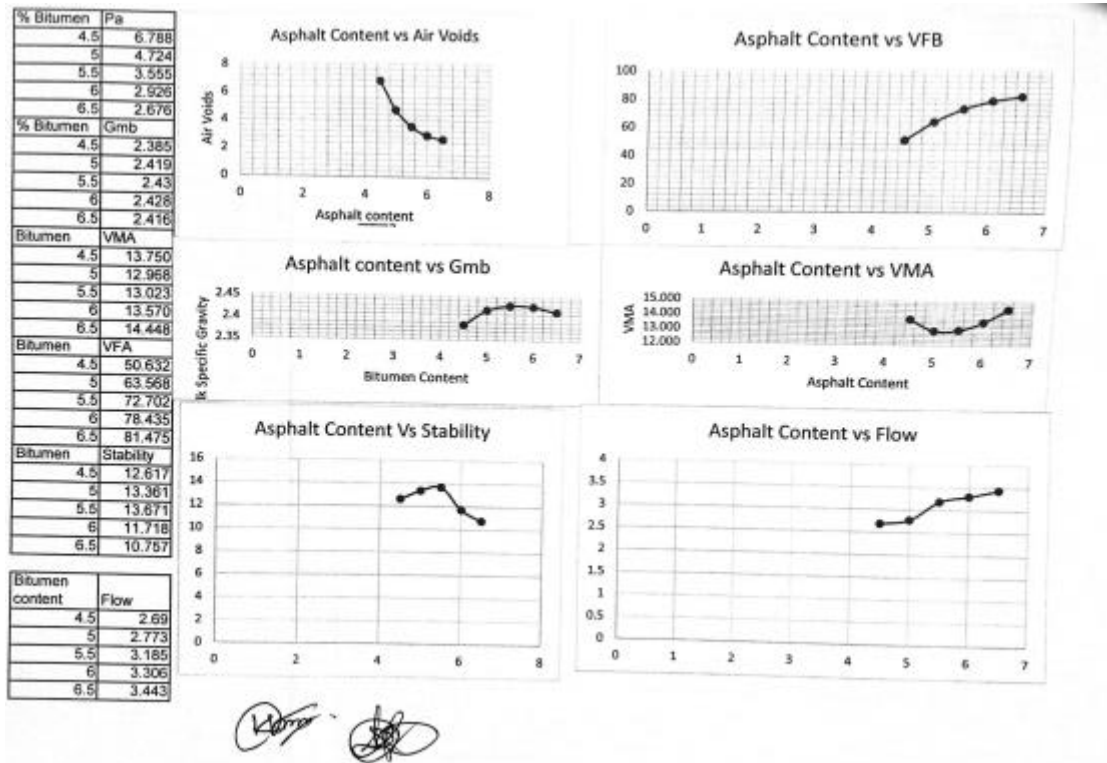 % Bitumen Pa
4.5 6.788
5 4.724
5.5 3.555
6 2.926
6.5 2.676
% Bitumen Gmb
4.5 2.385
5 2.419
5.5 2.43
6 2.428
6.5 2.416
Bitumen VMA
4.5 13.750
5 12.968
5.5 13.023
6 13.570
6.5 14.448
Bitumen VFA
4.5 50.632
5 63.568
5.5 72.702
6 78.435
6.5 81.475
Bitumen Stability
4.5 12.617
5 13.361
5.5 13.671
6 11.718
6.5 10.757
Bitumen
content Flow
4.5 2.69
5 2.773
5.5 3.185
6 3.306
6.5 3.443
Asphalt Content vs Air Voids
Air Voids
8
6
4
2
0
0 2 4 6 8
Asphalt content
Asphalt Content vs VFB
100
80
60
40
20
0
0 1 2 3 4 5 6 7
Asphalt content vs Gmb
k Specific Gravity
2.45
2.4
2.35
0 1 2 3 4 5 6 7
Bitumen Content
Asphalt Content vs VMA
VMA
15.000
14.000
13.000
12.000
0 1 2 3 4 5 6 7
Asphalt Content
Asphalt Content Vs Stability
16
14
12
10
8
6
4
2
0
0 2 4 6 8
Asphalt Content vs Flow
4
3.5
3
2.5
2
1.5
1
0.5
0
0 1 2 3 4 5 6 7